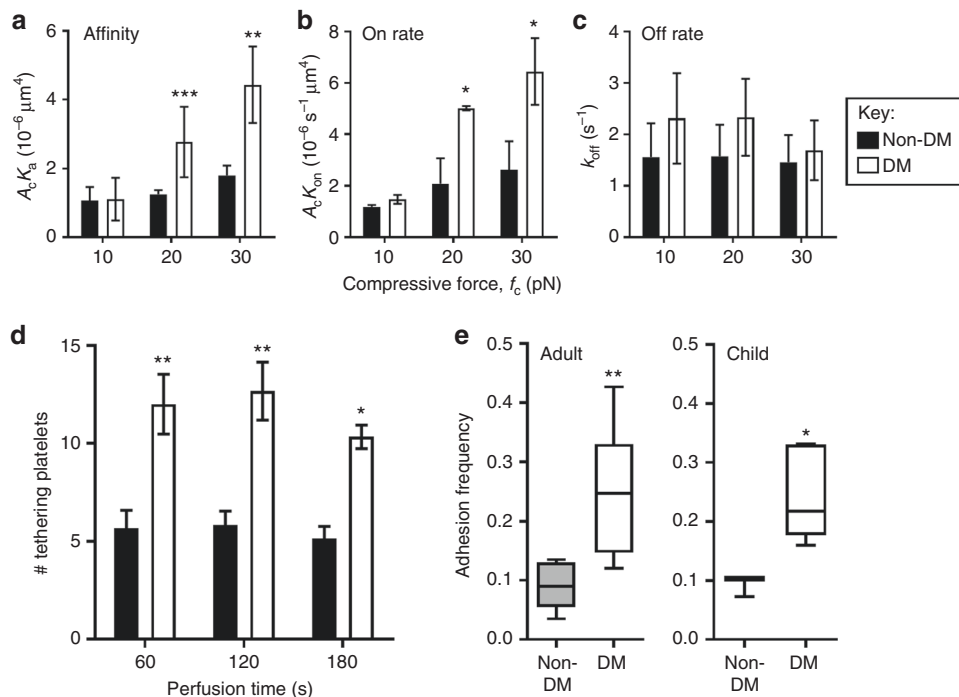 a
Affinity
AcKa (10⁻⁶ μm⁴)
6
4
2
0
**
***
10
20
30
b
On rate
AcKon (10⁻⁶ s⁻¹ μm⁴)
8
6
4
2
0
*
*
10
20
30
Compressive force, fc (pN)
c
Off rate
koff (s⁻¹)
4
3
2
1
0
10
20
30
Key:
Non-DM
DM
d
# tethering platelets
15
10
5
0
**
**
*
60
120
180
Perfusion time (s)
e
Adult
Adhesion frequency
0.5
0.4
0.3
0.2
0.1
0.0
**
Non-
DM
DM
Child
0.5
0.4
0.3
0.2
0.1
0.0
*
Non-
DM
DM